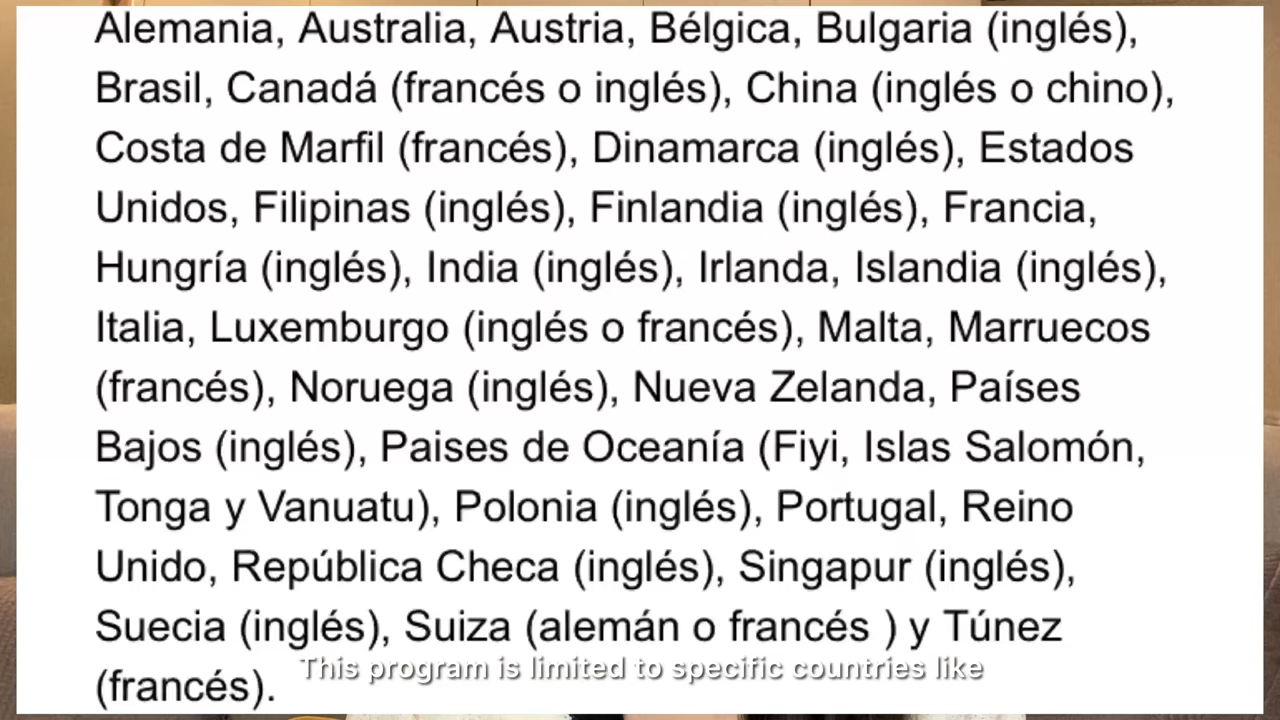 Alemania, Australia, Austria, Bélgica, Bulgaria (inglés),
Brasil, Canadá (francés o inglés), China (inglés o chino),
Costa de Marfil (francés), Dinamarca (inglés), Estados
Unidos, Filipinas (inglés), Finlandia (inglés), Francia,
Hungría (inglés), India (inglés), Irlanda, Islandia (inglés),
Italia, Luxemburgo (inglés o francés), Malta, Marruecos
(francés), Noruega (inglés), Nueva Zelanda, Países
Bajos (inglés), Paises de Oceanía (Fiyi, Islas Salomón,
Tonga y Vanuatu), Polonia (inglés), Portugal, Reino
Unido, República Checa (inglés), Singapur (inglés),
Suecia (inglés), Suiza (alemán o francés ) y Túnez
(francés).
This program is limited to specific countries like